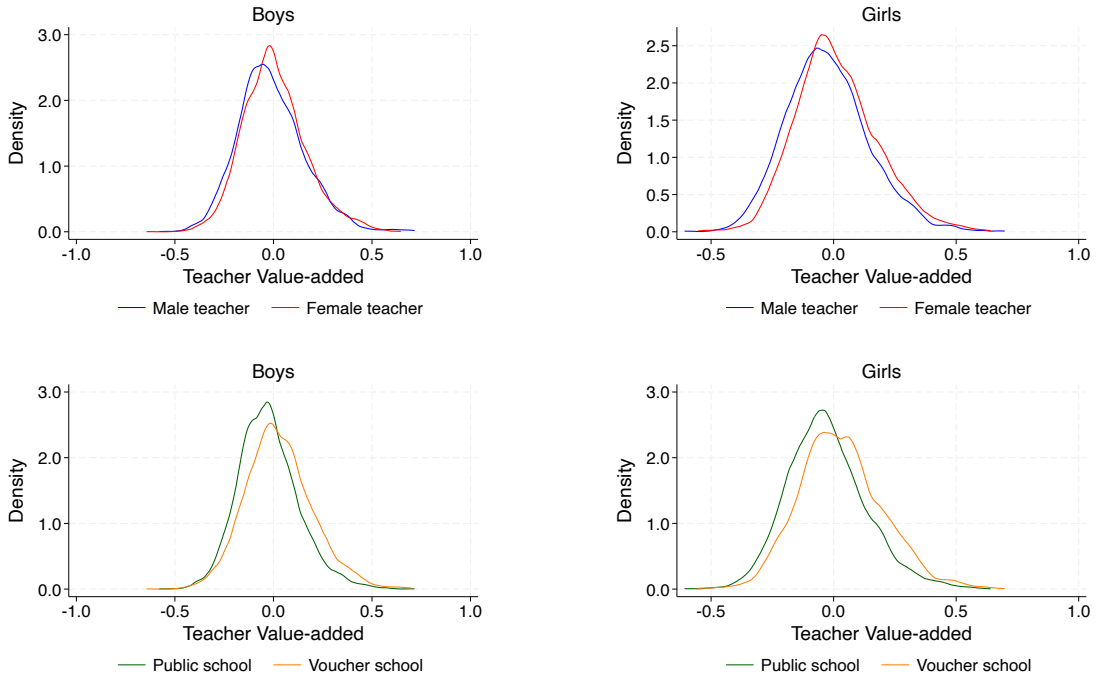 Boys
Density
3.0
2.0
1.0
0.0
-1.0 -0.5 0.0 0.5 1.0
Teacher Value-added
Male teacher Female teacher
Girls
Density
2.5
2.0
1.5
1.0
0.5
0.0
-0.5 0.0 0.5 1.0
Teacher Value-added
Male teacher Female teacher
Boys
Density
3.0
2.0
1.0
0.0
-1.0 -0.5 0.0 0.5 1.0
Teacher Value-added
Public school Voucher school
Girls
Density
3.0
2.0
1.0
0.0
-0.5 0.0 0.5 1.0
Teacher Value-added
Public school Voucher school